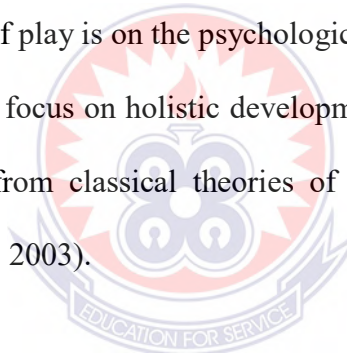 f play is on the psychologic
focus on holistic developm
from classical theories of
2003).
EDUCATION FOR SERVICE